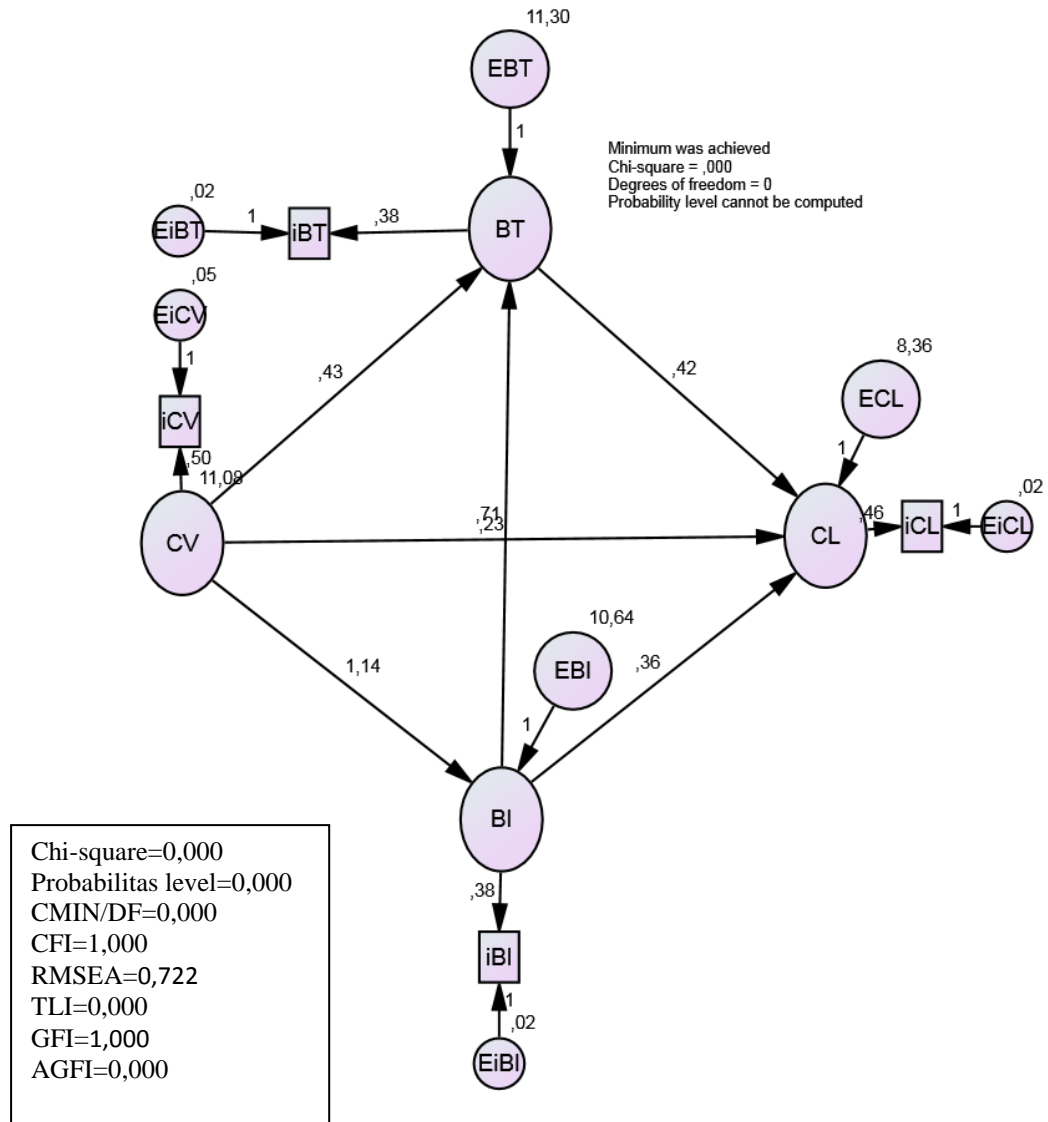 11,30
EBT
1
Minimum was achieved
Chi-square = ,000
Degrees of freedom = 0
Probability level cannot be computed
,02
EiBT
1
iBT
,38
BT
,05
EiCV
1
iCV
,50
11,08
CV
,43
,42
8,36
ECL
1
,71
,23
CL
,46
iCL
1
,02
EiCL
1,14
10,64
EBI
1
,36
BI
,38
iBI
1
,02
EiBI
Chi-square=0,000
Probabilitas level=0,000
CMIN/DF=0,000
CFI=1,000
RMSEA=0,722
TLI=0,000
GFI=1,000
AGFI=0,000